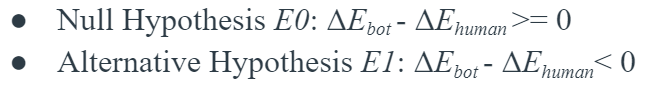 ● Null Hypothesis E0: ΔEbot - ΔEhuman >= 0
● Alternative Hypothesis E1: ΔEbot - ΔEhuman < 0